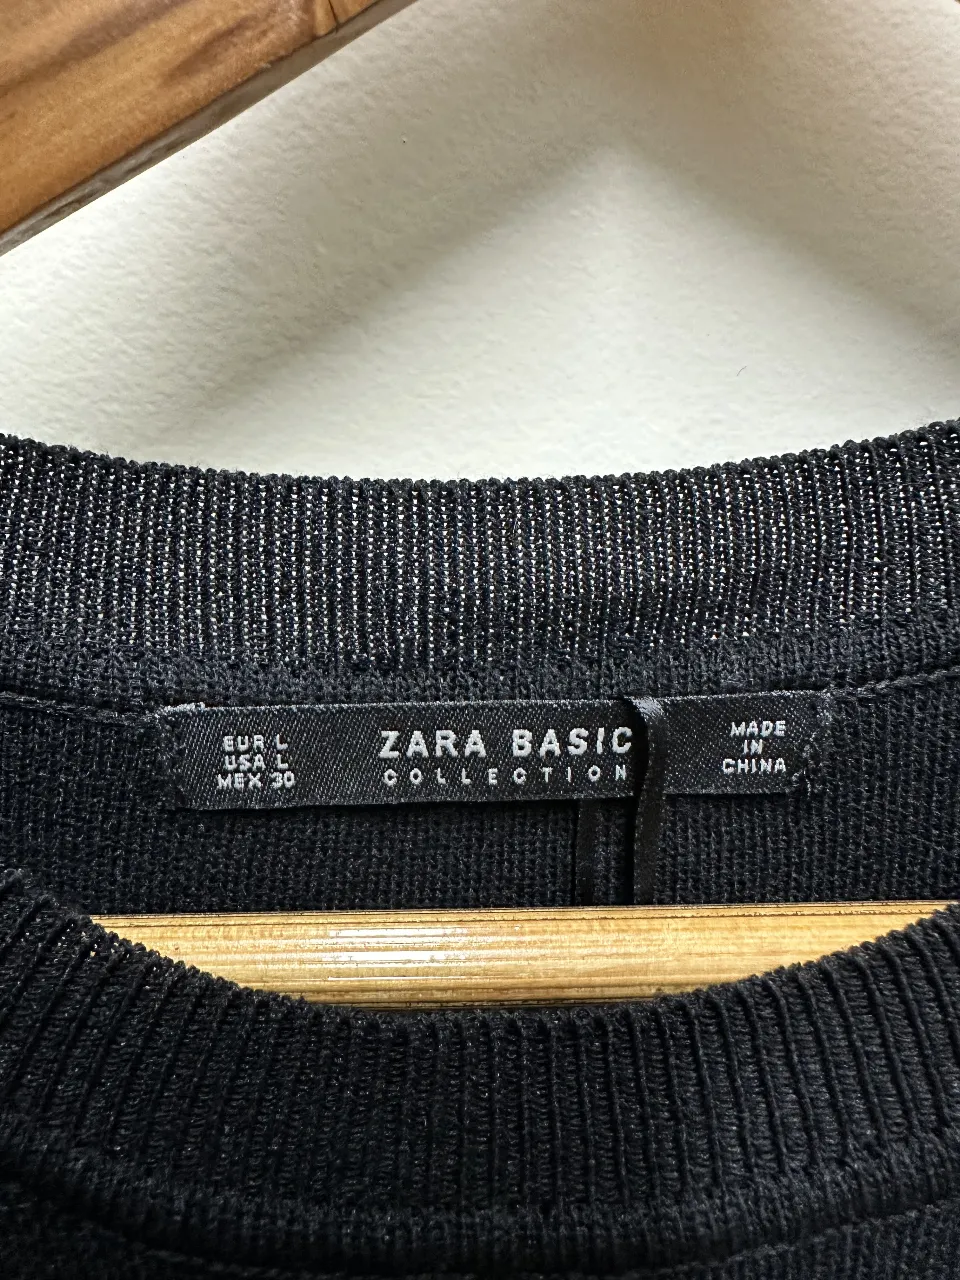 EUR L
USA L
MEX 30
ZARA BASIC
COLLECTION
MADE
IN
CHINA